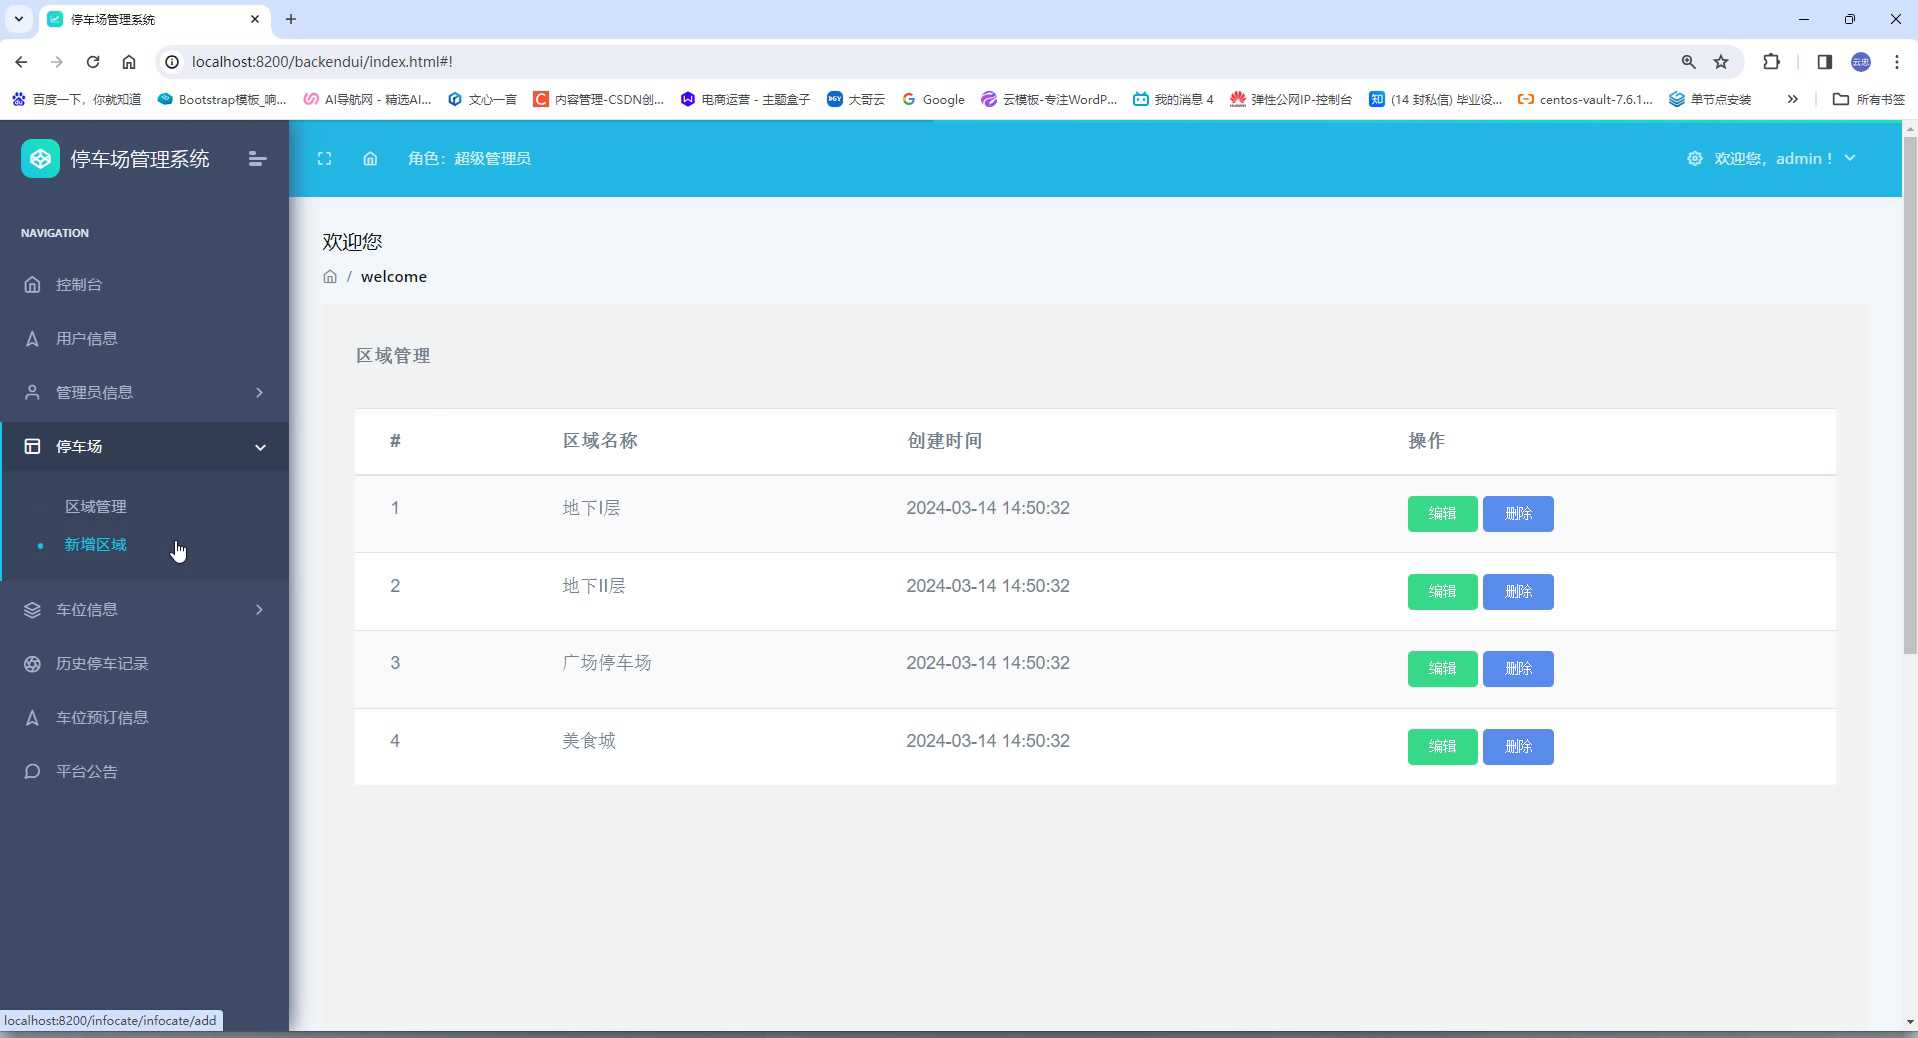 停车场管理系统
localhost:8200/backendui/index.html#!
云忠
百度一下，你就知道
Bootstrap模板_响...
AI导航网 - 精选AI...
文心一言
内容管理-CSDN创...
电商运营 - 主题盒子
大哥云
Google
云模板-专注WordP...
我的消息 4
弹性公网IP-控制台
知
(14 封私信) 毕业设...
centos-vault-7.6.1...
单节点安装
所有书签
停车场管理系统
角色：超级管理员
欢迎您，admin！
NAVIGATION
控制台
用户信息
管理员信息
停车场
区域管理
新增区域
车位信息
历史停车记录
车位预订信息
平台公告
欢迎您
/ welcome
区域管理
# 区域名称 创建时间 操作
1 地下I层 2024-03-14 14:50:32 编辑 删除
2 地下II层 2024-03-14 14:50:32 编辑 删除
3 广场停车场 2024-03-14 14:50:32 编辑 删除
4 美食城 2024-03-14 14:50:32 编辑 删除
localhost:8200/infocate/infocate/add